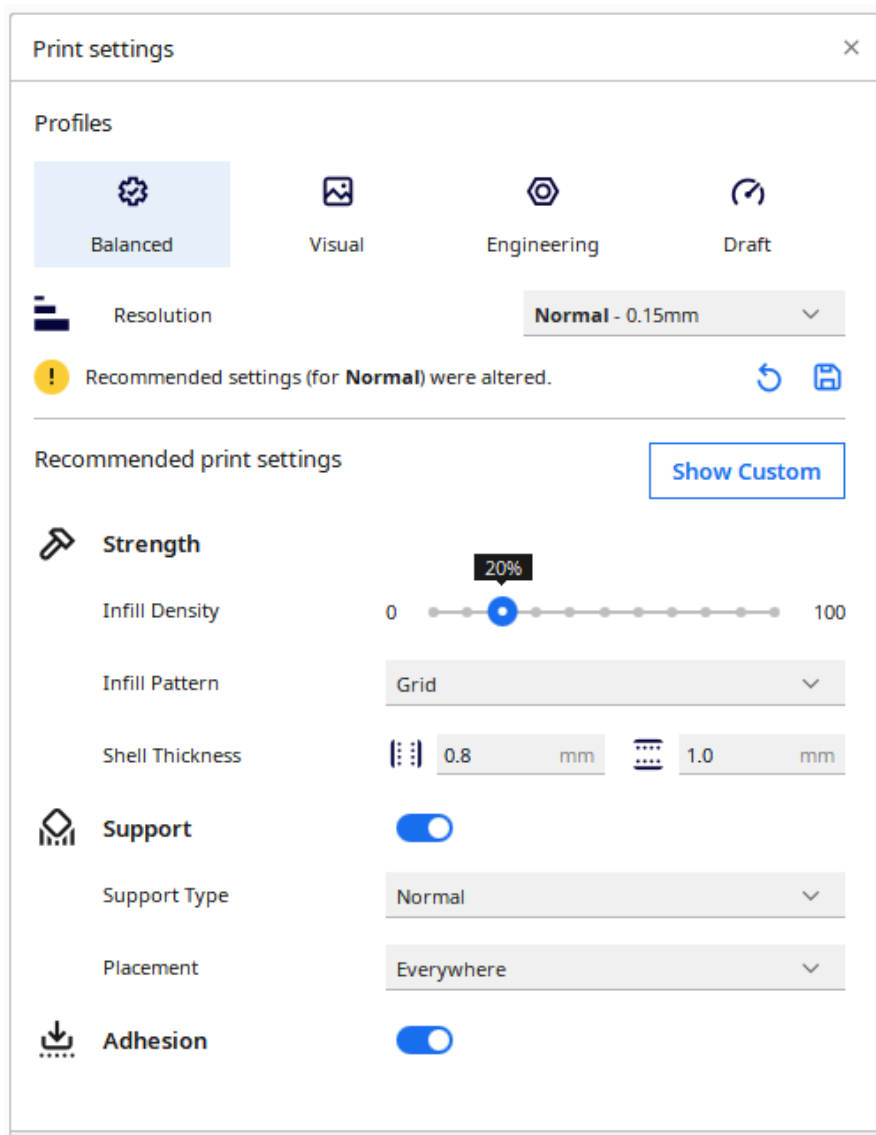 Print settings
Profiles
Balanced Visual Engineering Draft
Resolution Normal - 0.15mm
! Recommended settings (for Normal) were altered.
Recommended print settings Show Custom
Strength
20%
Infill Density 0 100
Infill Pattern Grid
Shell Thickness 0.8 mm 1.0 mm
Support
Support Type Normal
Placement Everywhere
Adhesion